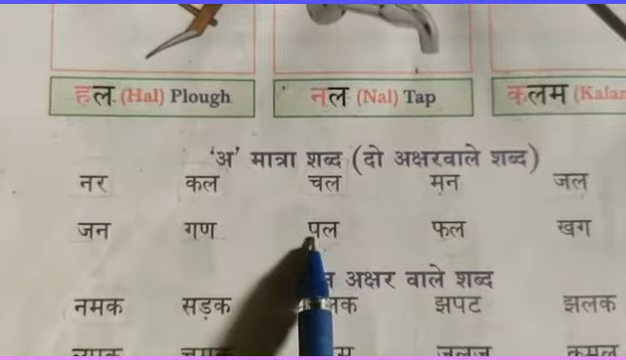 हल (Hal) Plough नल (Nal) Tap कलम
'अ' मात्रा शब्द (दो अक्षरवाले शब्द)
नर कल चल मन जल
जन गण पल फल खग
अक्षर वाले शब्द
नमक सड़क झपट झलक